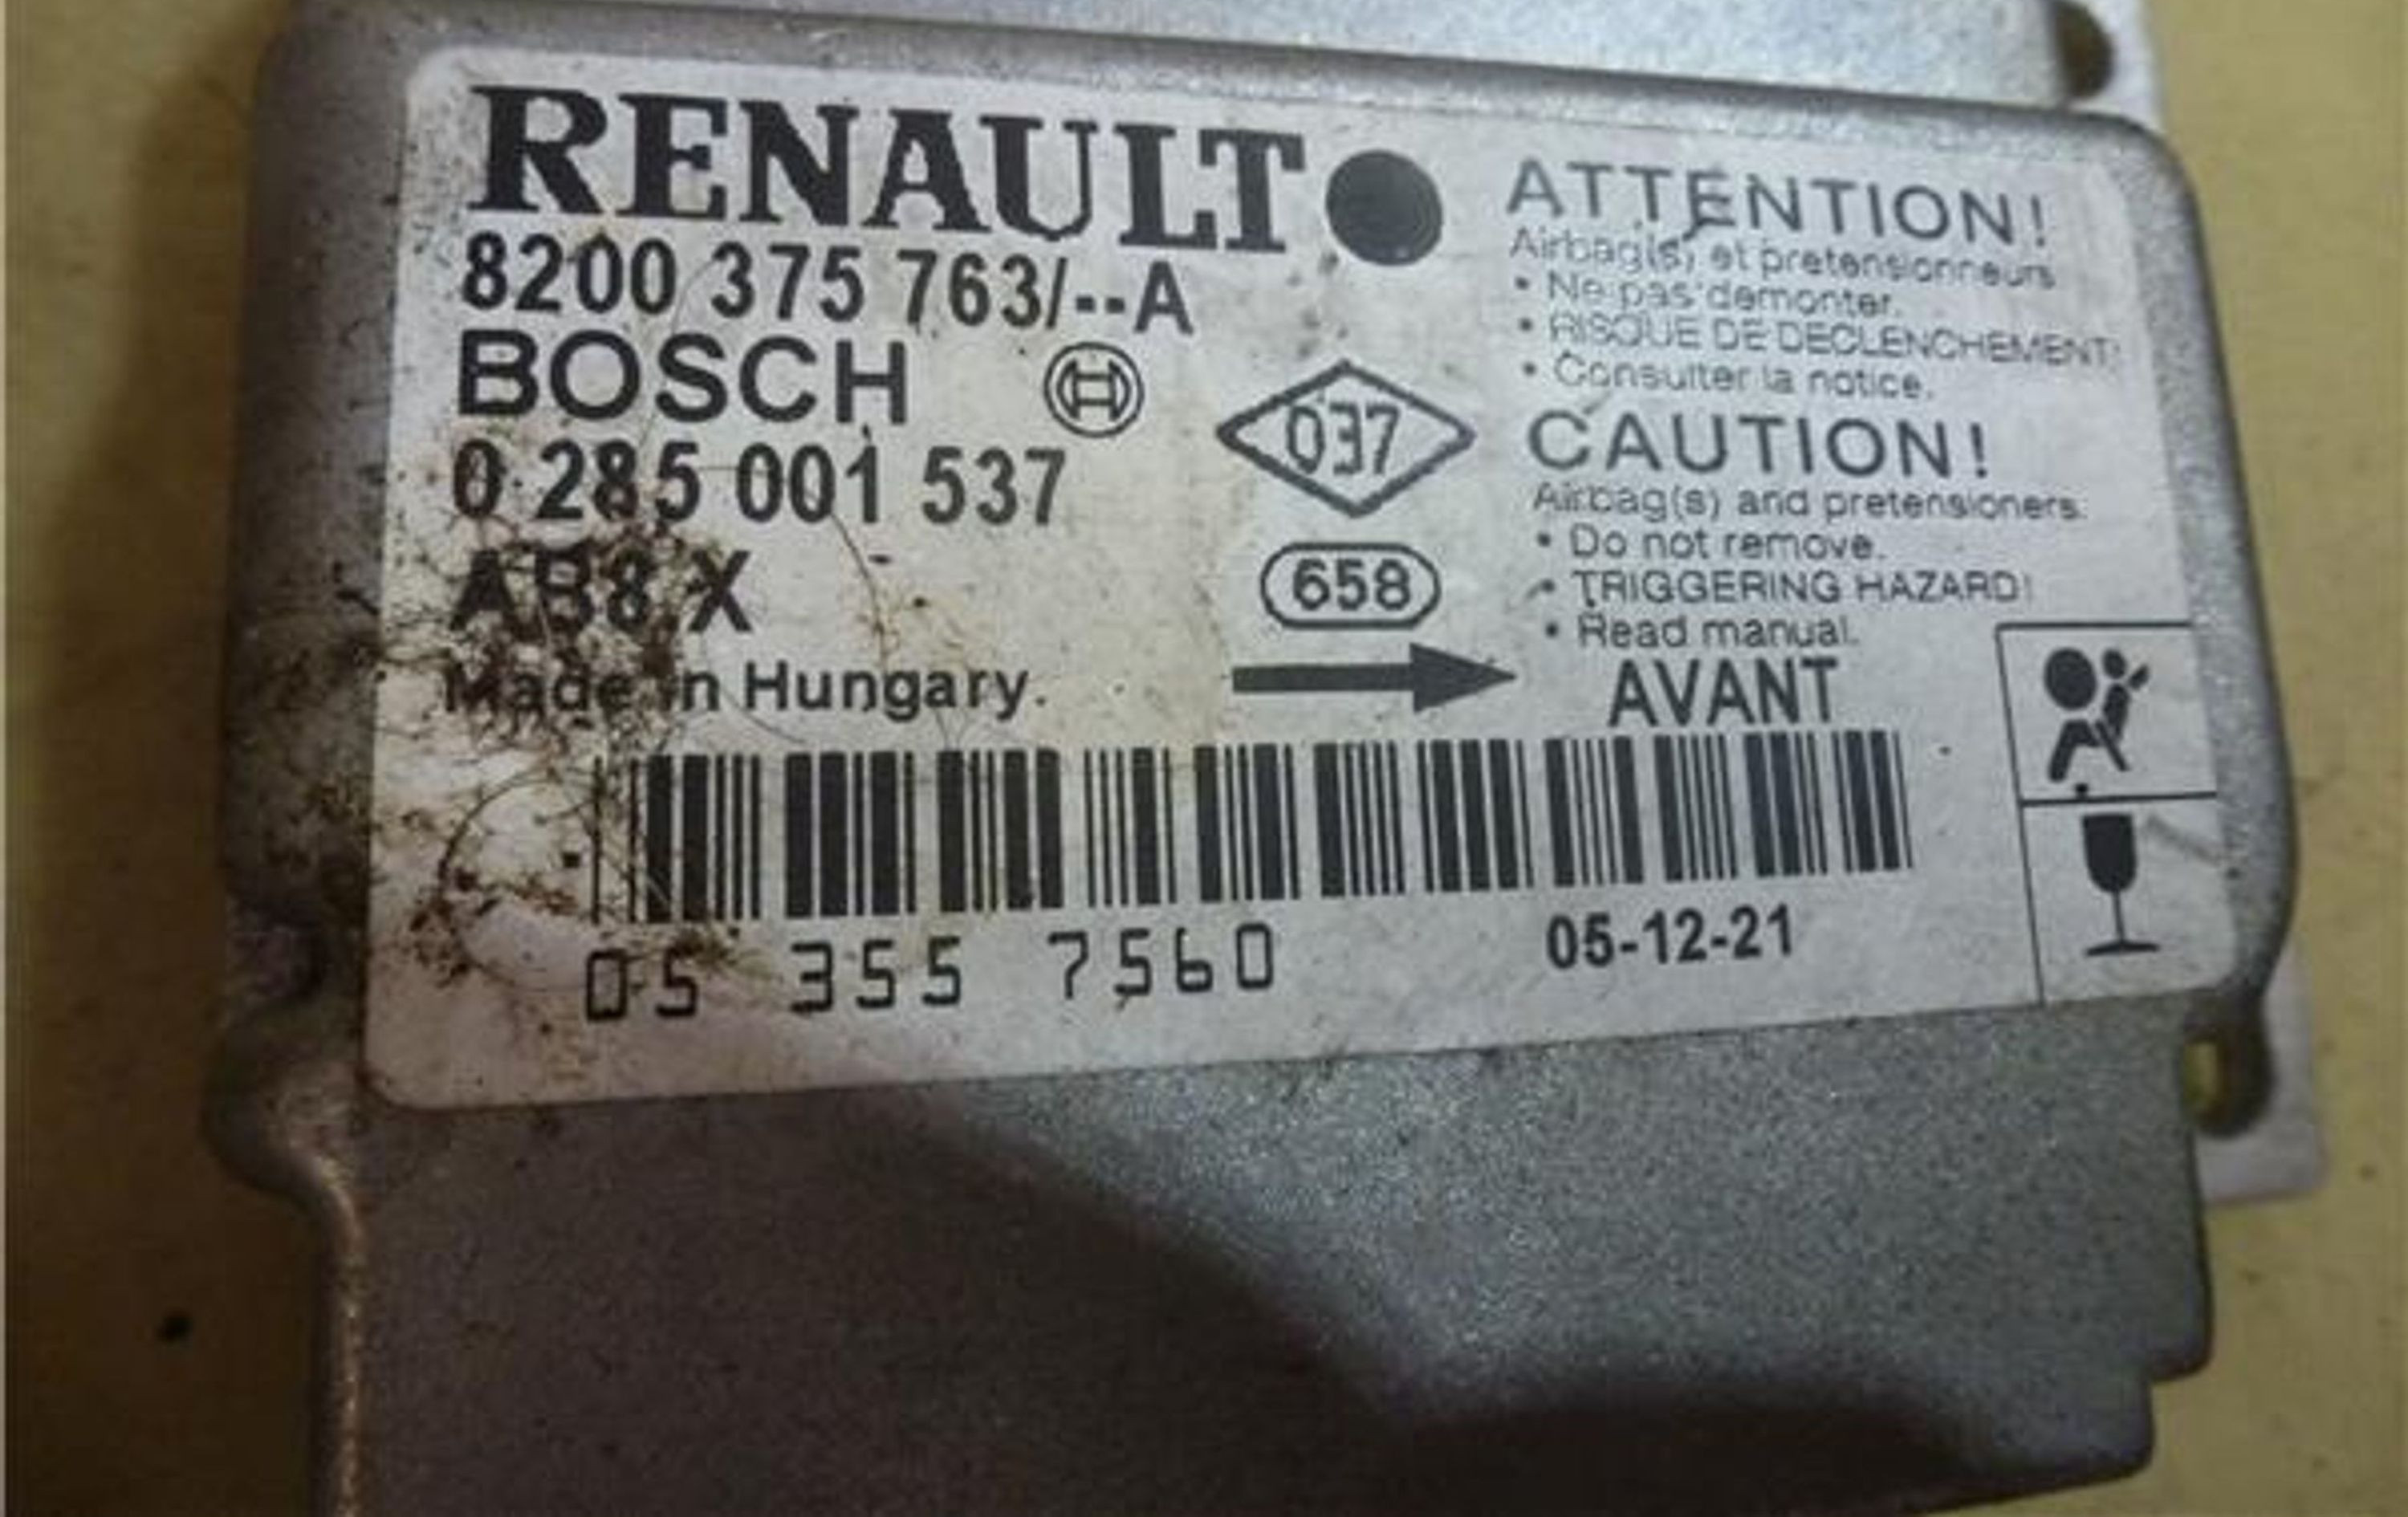 RENAULT
8200 375 763/--A
BOSCH
0 285 001 537
AB8 X
Made in Hungary.
037
658
ATTENTION!
Airbag(s) et pretensionneurs
• Ne pas demonter.
• RISQUE DE DECLENCHEMENT!
• Consulter la notice.
CAUTION!
Airbag(s) and pretensioners:
• Do not remove.
• TRIGGERING HAZARD!
• Read manual.
AVANT
05 355 7560
05-12-21